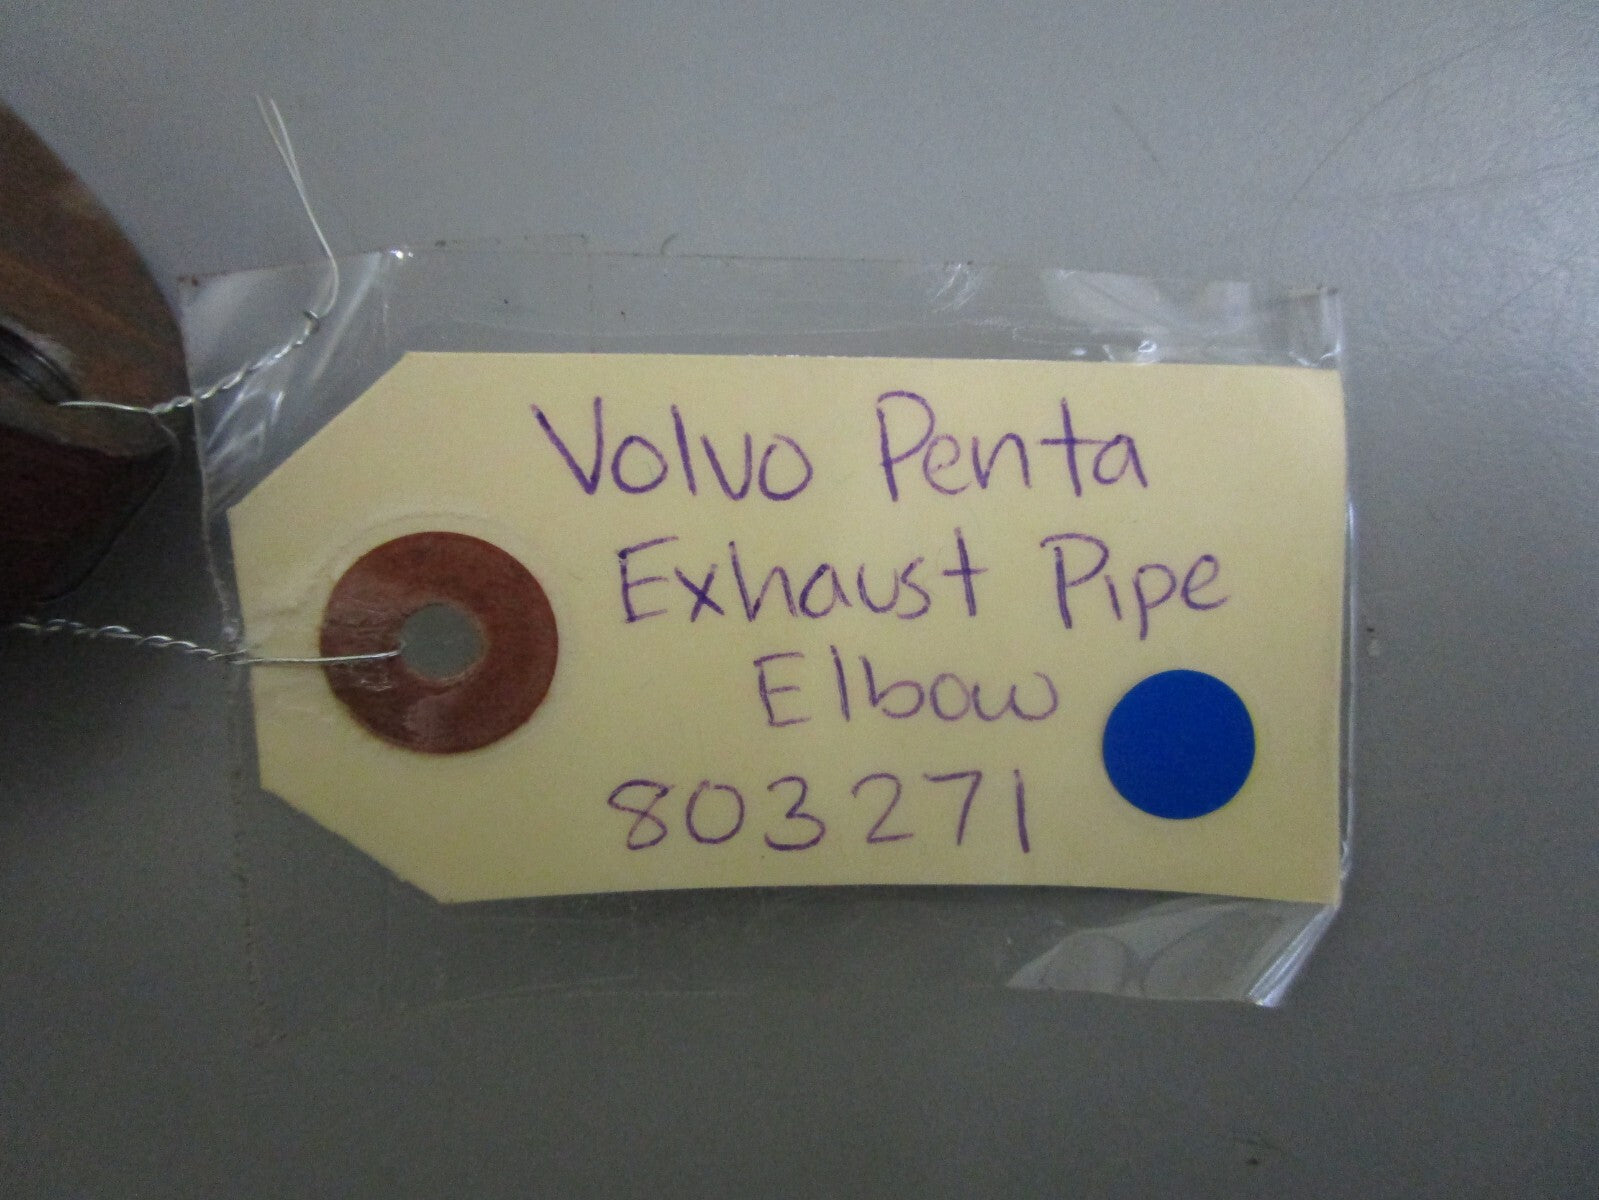 Volvo Penta
Exhaust Pipe
Elbow
803271